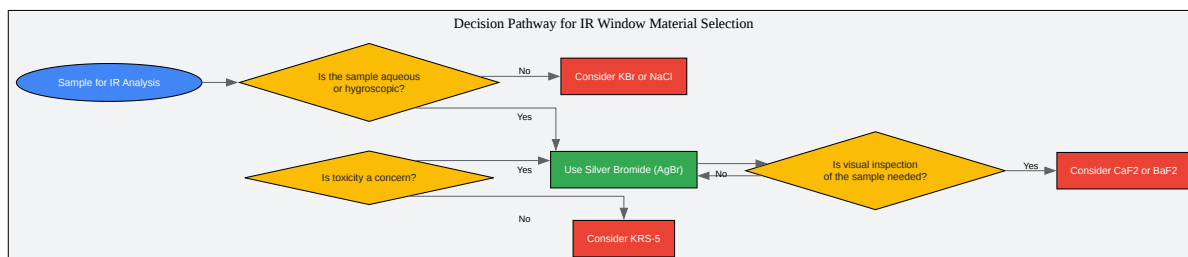 Decision Pathway for IR Window Material Selection
Sample for IR Analysis
Is the sample aqueous
or hygroscopic?
No
Consider KBr or NaCl
Yes
Is toxicity a concern?
Yes
Use Silver Bromide (AgBr)
No
Is visual inspection
of the sample needed?
Yes
Consider CaF2 or BaF2
No
Consider KRS-5